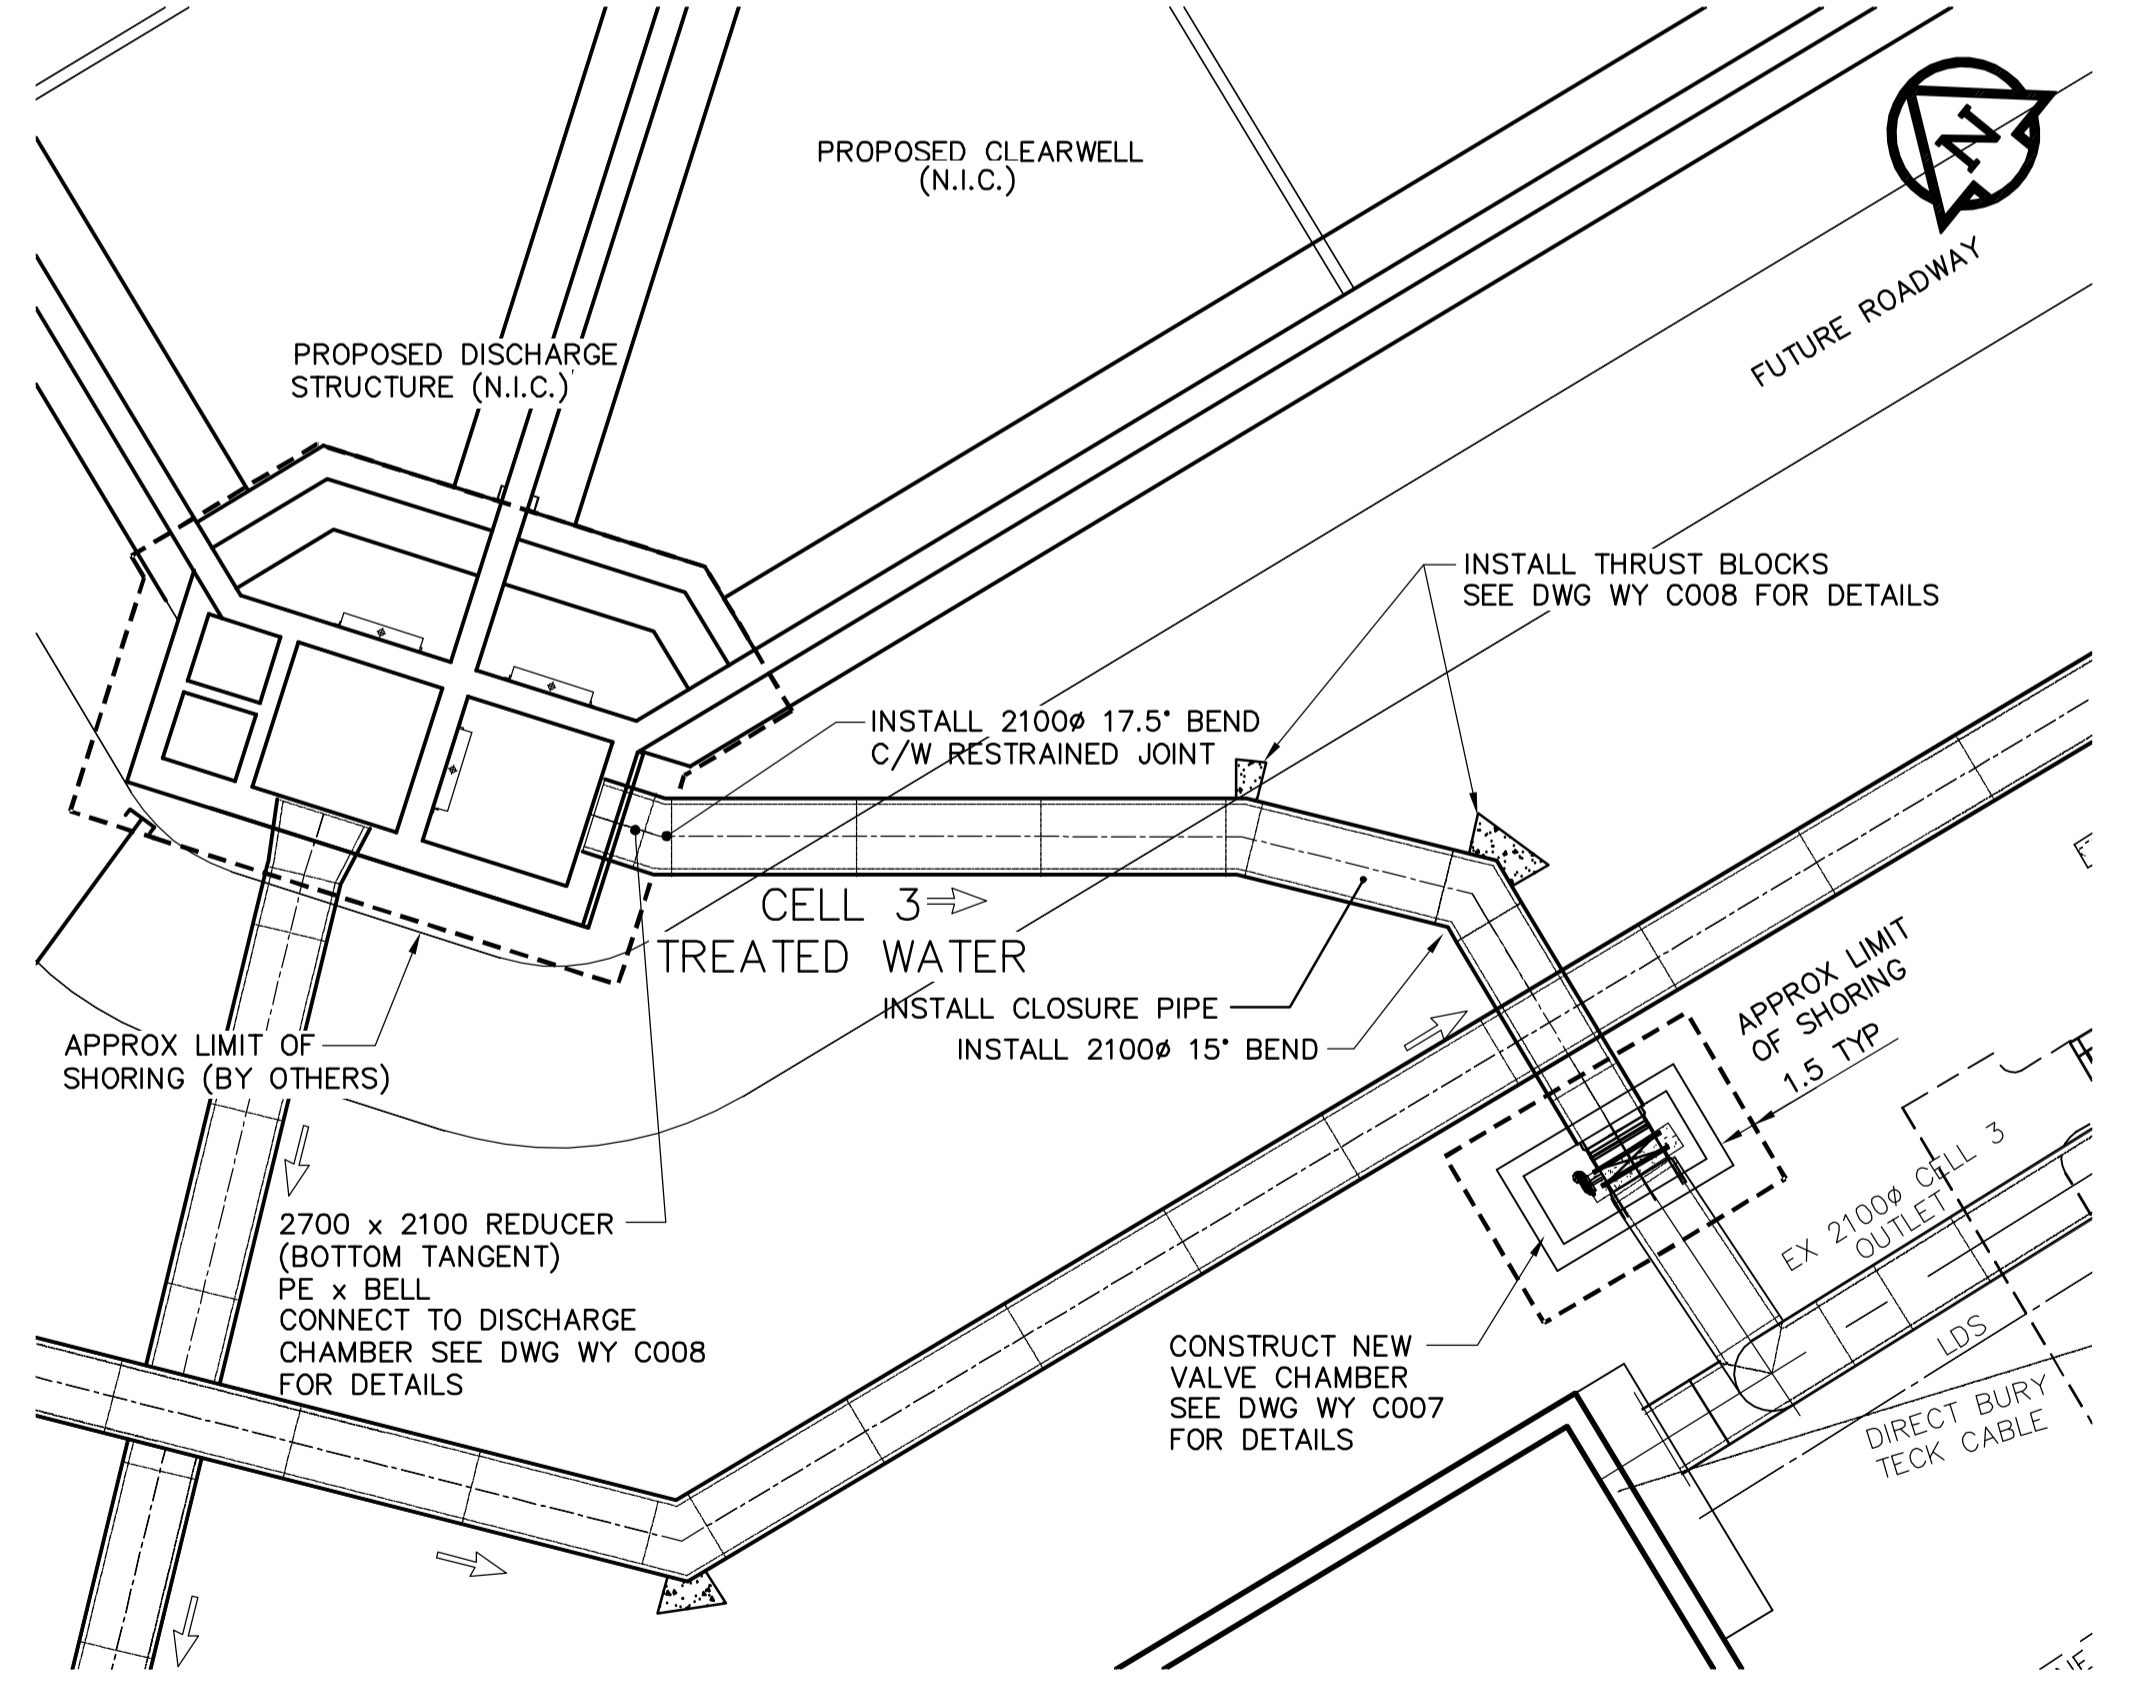 N
PROPOSED CLEARWELL
(N.I.C.)
FUTURE ROADWAY
PROPOSED DISCHARGE
STRUCTURE (N.I.C.)
INSTALL THRUST BLOCKS
SEE DWG WY C008 FOR DETAILS
INSTALL 2100ø 17.5° BEND
C/W RESTRAINED JOINT
CELL 3
TREATED WATER
INSTALL CLOSURE PIPE
INSTALL 2100ø 15° BEND
APPROX LIMIT
OF SHORING
1.5 TYP
APPROX LIMIT OF
SHORING (BY OTHERS)
2700 x 2100 REDUCER
(BOTTOM TANGENT)
PE x BELL
CONNECT TO DISCHARGE
CHAMBER SEE DWG WY C008
FOR DETAILS
EX 2100ø CELL 3
OUTLET
LDS
CONSTRUCT NEW
VALVE CHAMBER
SEE DWG WY C007
FOR DETAILS
DIRECT BURY
TECK CABLE